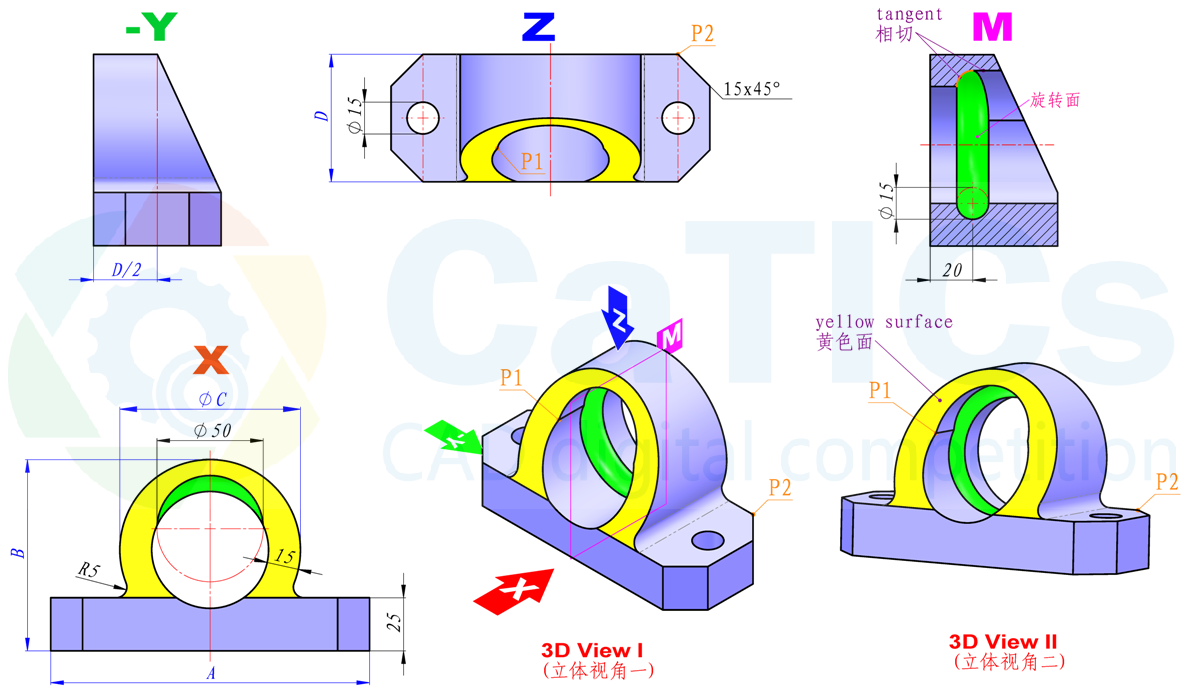 -Y
Z
M
tangent
相切
P2
15x45°
D
Φ15
P1
旋转面
Φ15
D/2
20
CaTICs
CAD digital competition
X
ΦC
Φ50
B
R5
15
25
A
Z
M
P1
Y
P2
X
3D View I
(立体视角一)
yellow surface
黄色面
P1
P2
3D View II
(立体视角二)